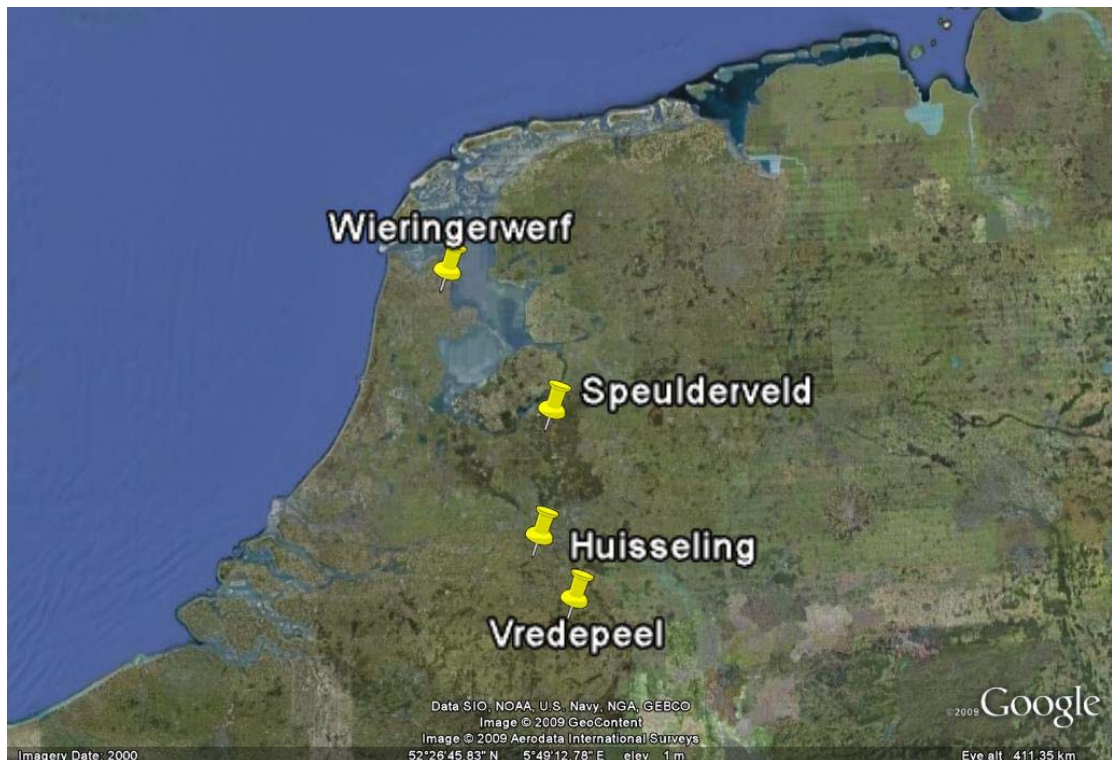 Wieringerwerf
Speulderveld
Huisseling
Vredepeel
Data SIO, NOAA, U.S. Navy, NGA, GEBCO
Image © 2009 GeoContent
Image © 2009 Aerodata International Surveys
© 2009 Google
Imagery Date: 2000 52°26'45.83" N 5°49'12.78" E elev 1 m Eye alt 411.35 km